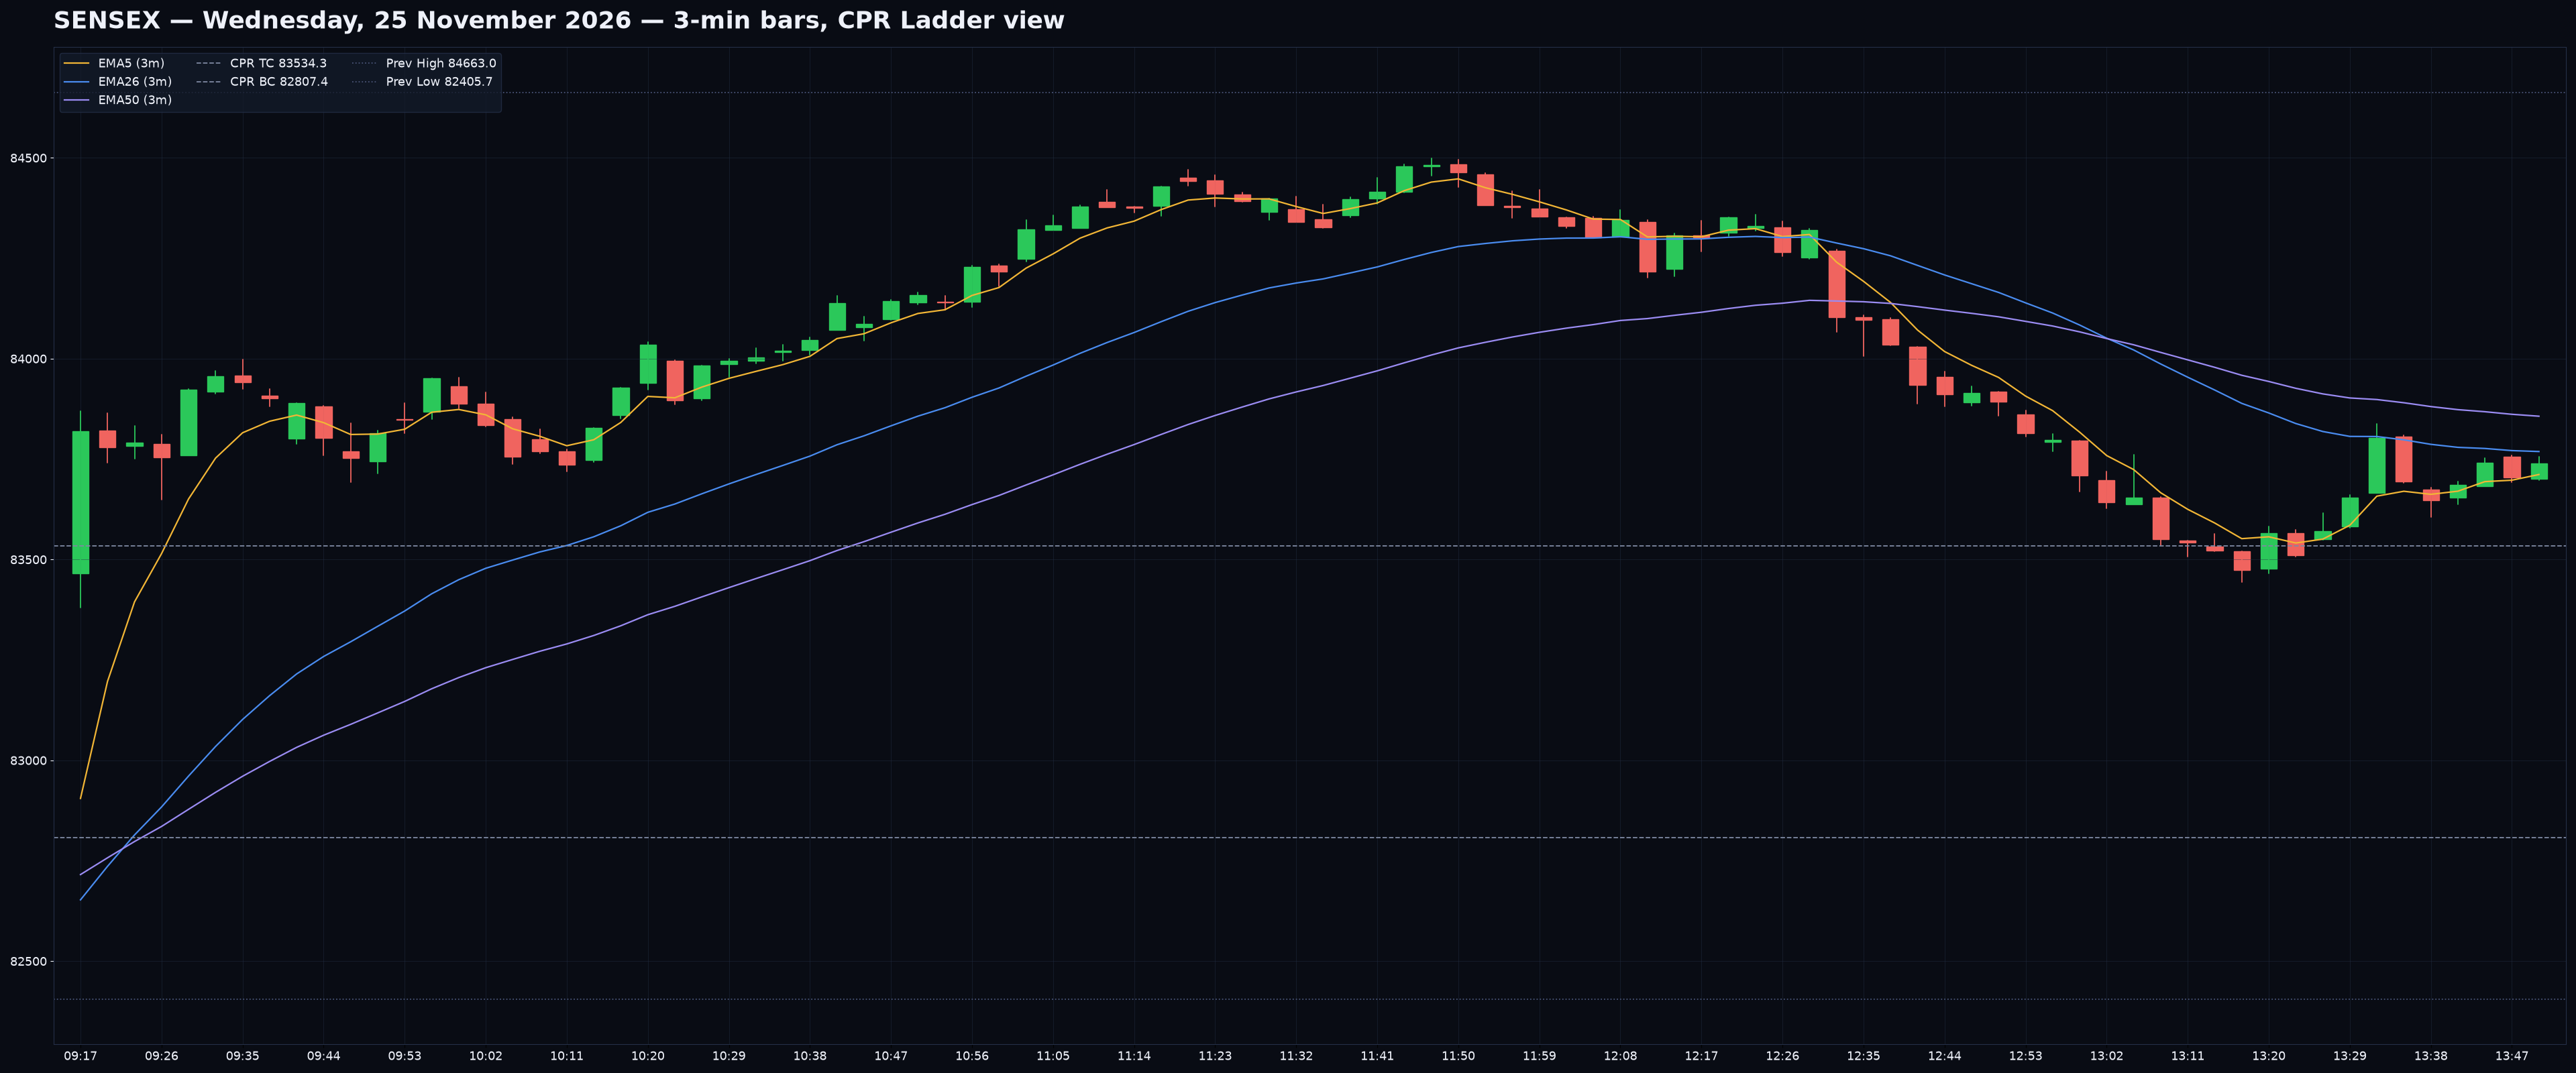 SENSEX — Wednesday, 25 November 2026 — 3-min bars, CPR Ladder view
EMA5 (3m) CPR TC 83534.3 Prev High 84663.0
EMA26 (3m) CPR BC 82807.4 Prev Low 82405.7
EMA50 (3m)
84500
84000
83500
83000
82500
09:17 09:26 09:35 09:44 09:53 10:02 10:11 10:20 10:29 10:38 10:47 10:56 11:05 11:14 11:23 11:32 11:41 11:50 11:59 12:08 12:17 12:26 12:35 12:44 12:53 13:02 13:11 13:20 13:29 13:38 13:47